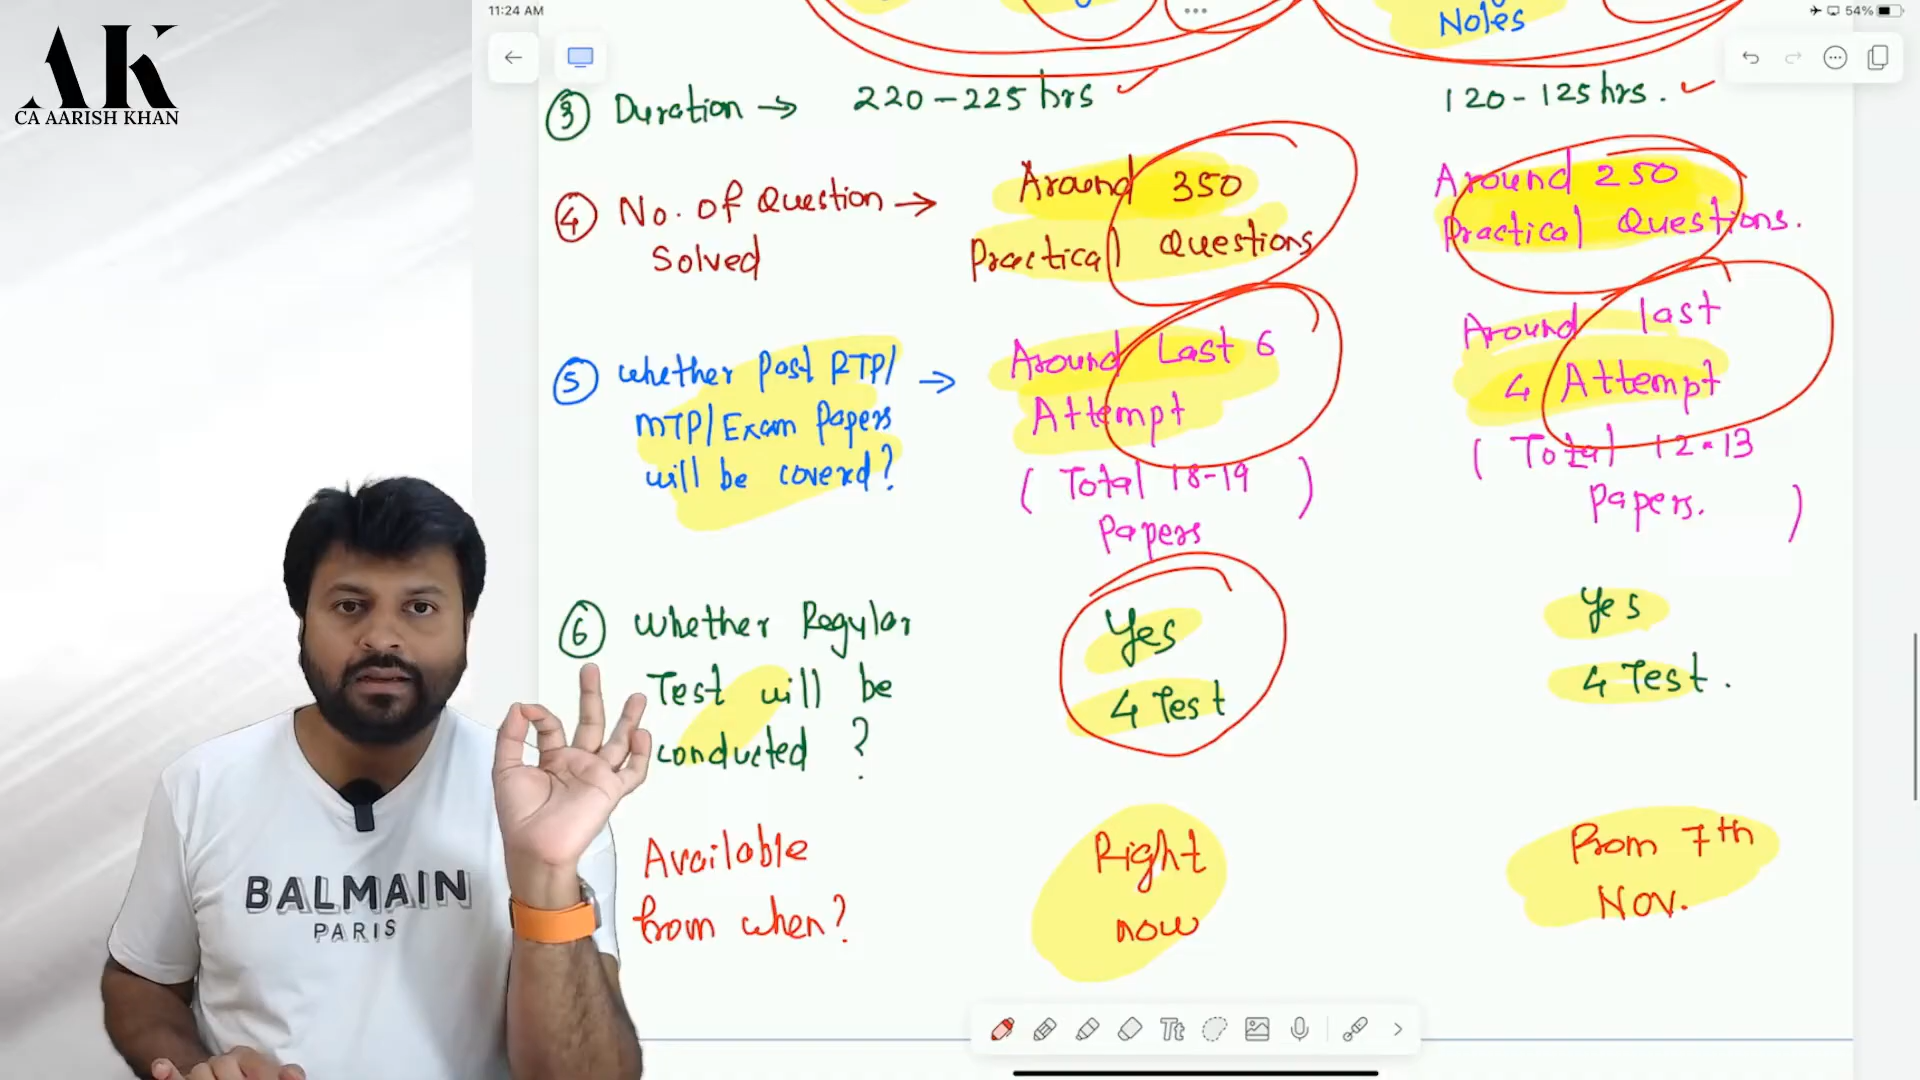 11:24 AM
54%
AK
CA AARISH KHAN
Notes
③ Duration → 220-225 hrs 120-125 hrs.
④ No. of Question → Around 350 Around 250
Solved Practical Questions Practical Questions.
⑤ Whether Post RTP/ → Around Last 6 Around last
MTP/Exam Papers Attempt 4 Attempt
will be coverd? (Total 18-19 (Total 12-13
Papers) Papers.)
⑥ Whether Regular Yes Yes
Test will be 4 Test 4 Test.
conducted ?
Available Right From 7th
from when? now Nov.
BALMAIN
PARIS
Tt